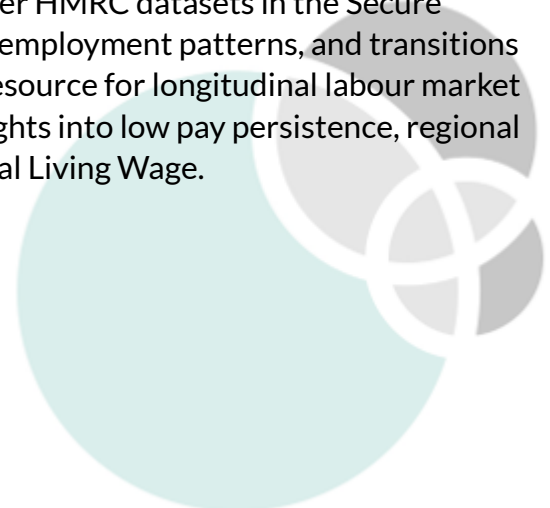 er HMRC datasets in the Secure
employment patterns, and transitions
esource for longitudinal labour market
ghts into low pay persistence, regional
al Living Wage.